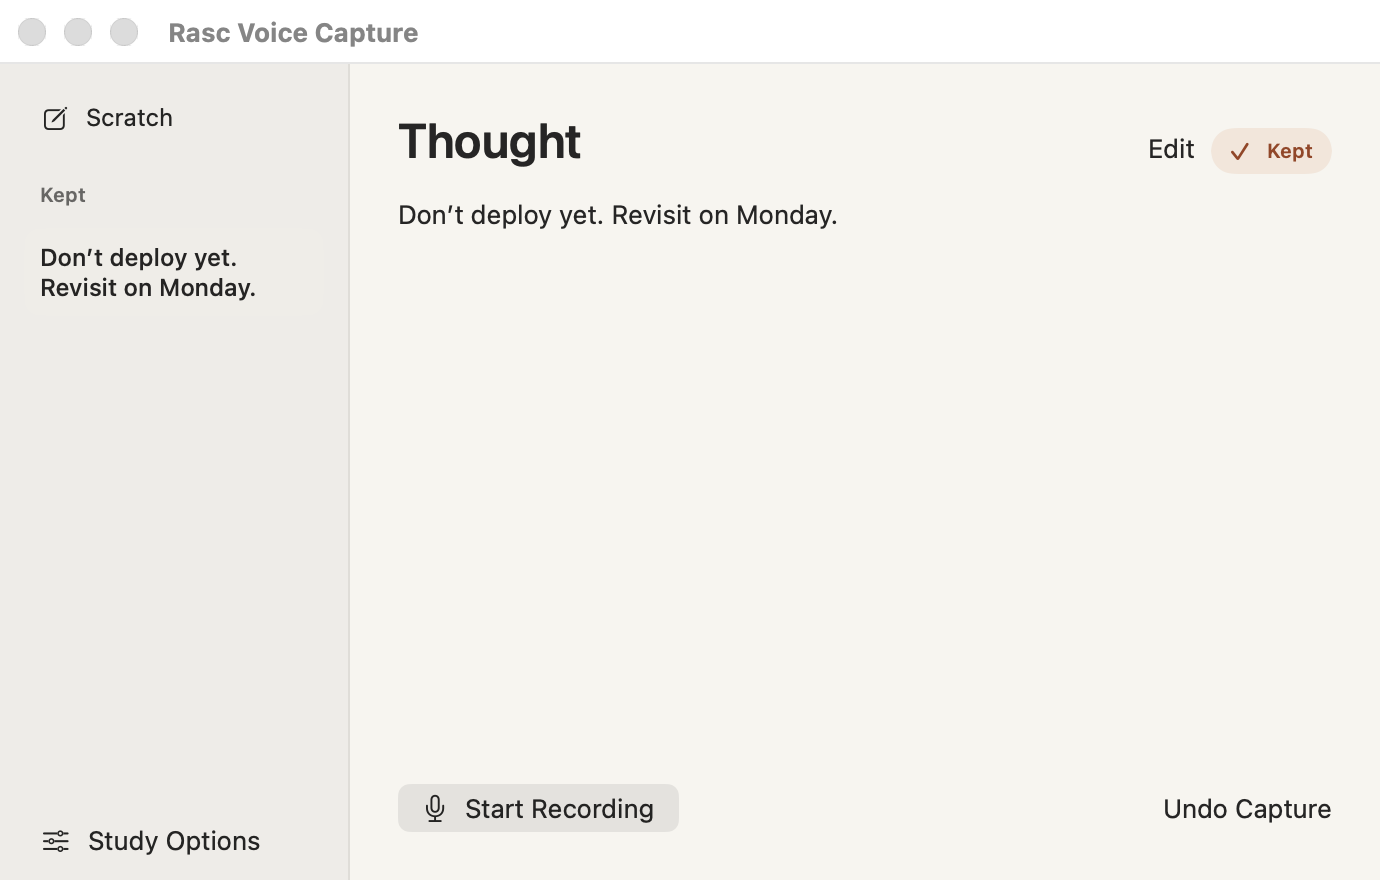 Rasc Voice Capture
Scratch
Kept
Don’t deploy yet.
Revisit on Monday.
Study Options
Thought
Edit
Kept
Don’t deploy yet. Revisit on Monday.
Start Recording
Undo Capture